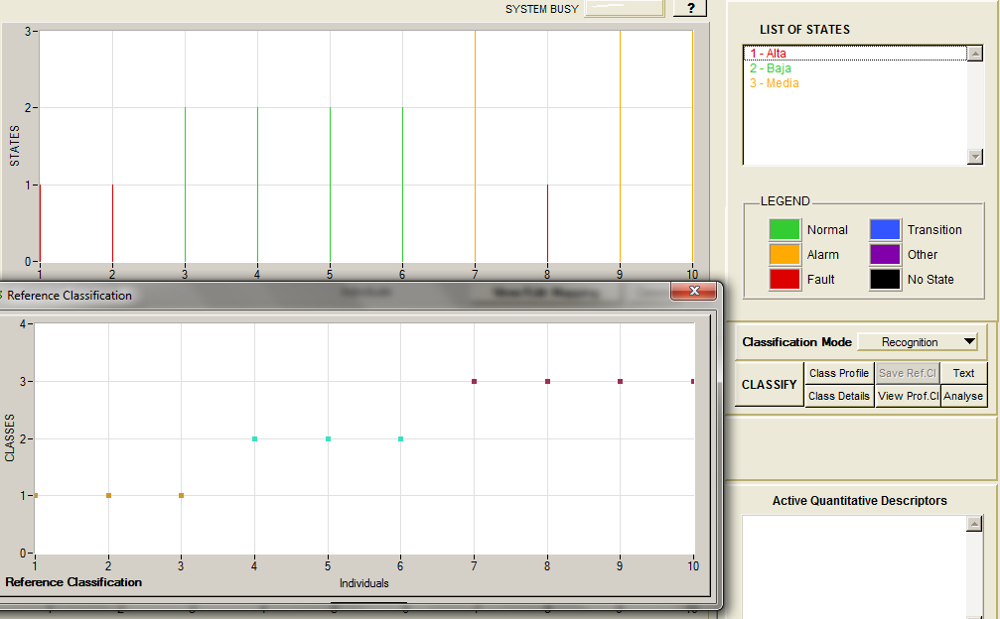 SYSTEM BUSY
?
3
2
1
0
STATES
1 2 3 4 5 6 7 8 9 10
Reference Classification
4
3
2
1
0
CLASSES
1 2 3 4 5 6 7 8 9 10
Reference Classification
Individuals
LIST OF STATES
1 - Alta
2 - Baja
3 - Media
LEGEND
Normal Transition
Alarm Other
Fault No State
Classification Mode Recognition
CLASSIFY
Class Profile Save Ref.Cl Text
Class Details View Prof.Cl Analyse
Active Quantitative Descriptors